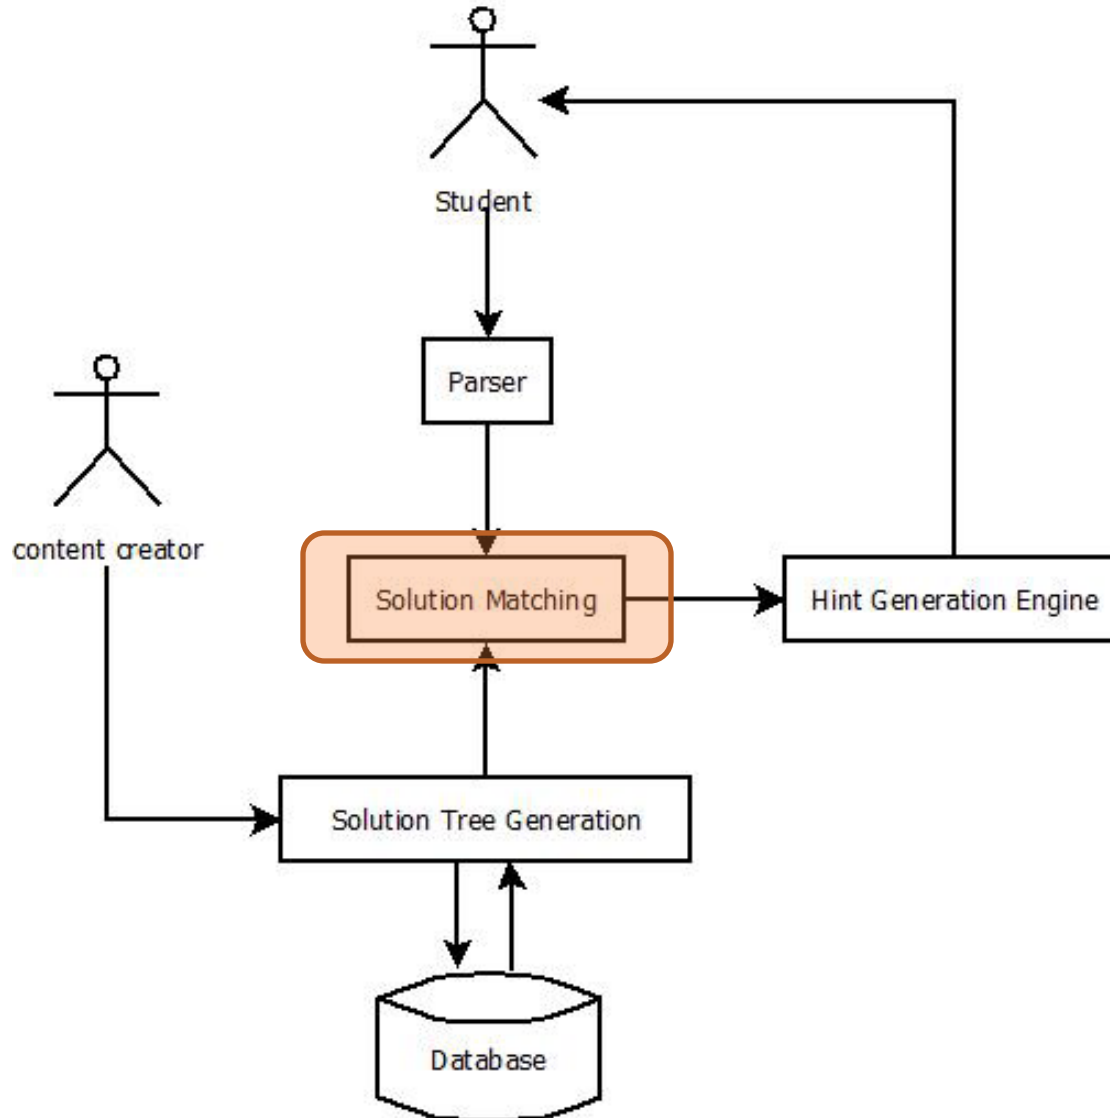 Student
Parser
content creator
Solution Matching
Hint Generation Engine
Solution Tree Generation
Database